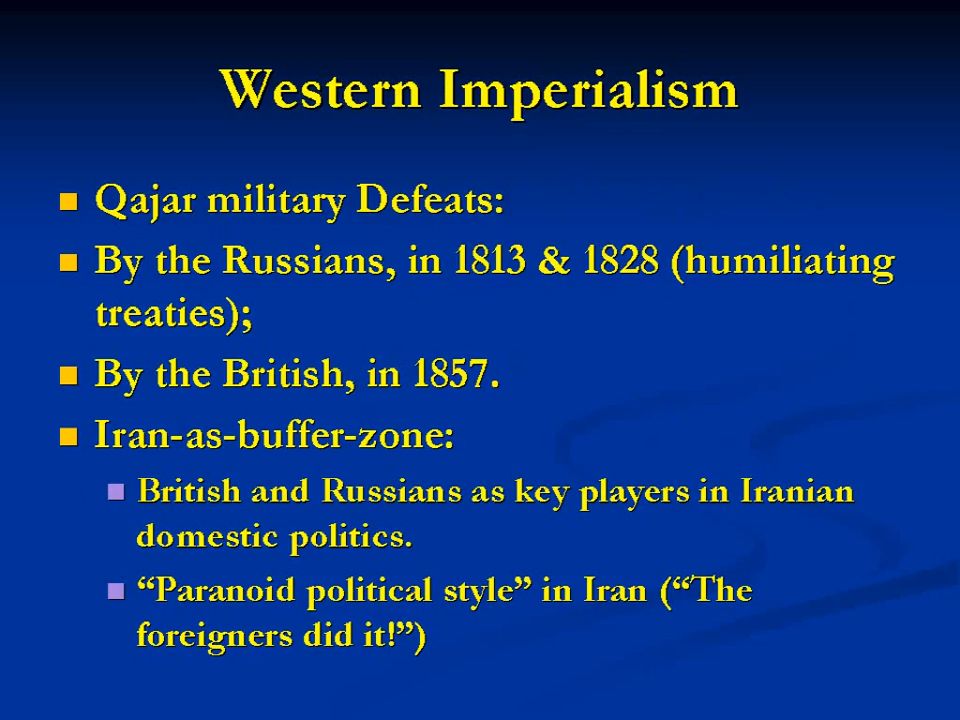 Western Imperialism
Qajar military Defeats:
By the Russians, in 1813 & 1828 (humiliating
treaties);
By the British, in 1857.
Iran-as-buffer-zone:
British and Russians as key players in Iranian
domestic politics.
“Paranoid political style” in Iran (“The
foreigners did it!”)